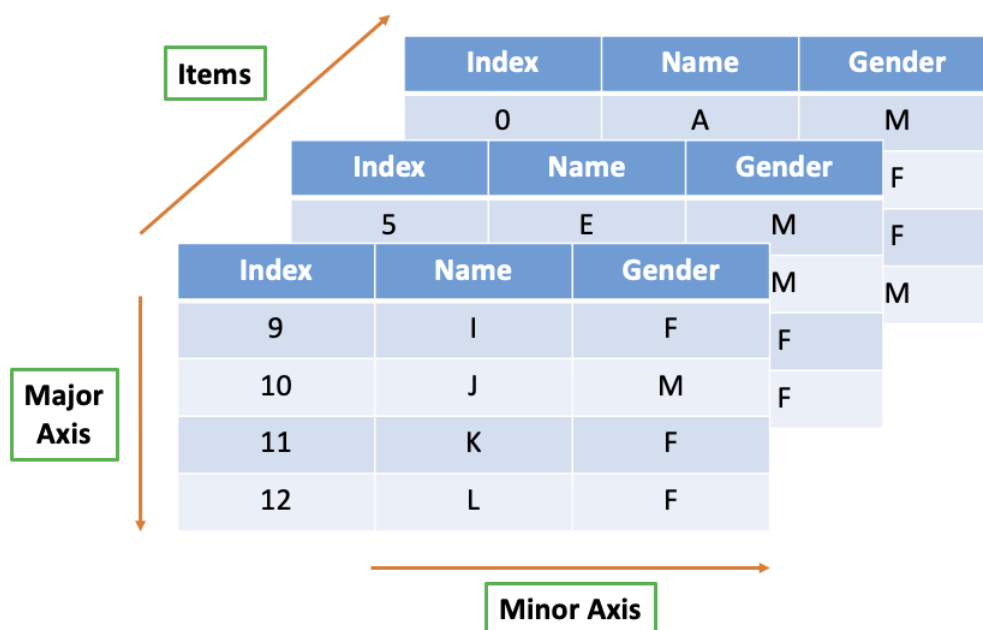 Items
Index Name Gender
0 A M
F
F
M
Index Name Gender
5 E M
M
F
F
Index Name Gender
9 I F
10 J M
11 K F
12 L F
Major
Axis
Minor Axis